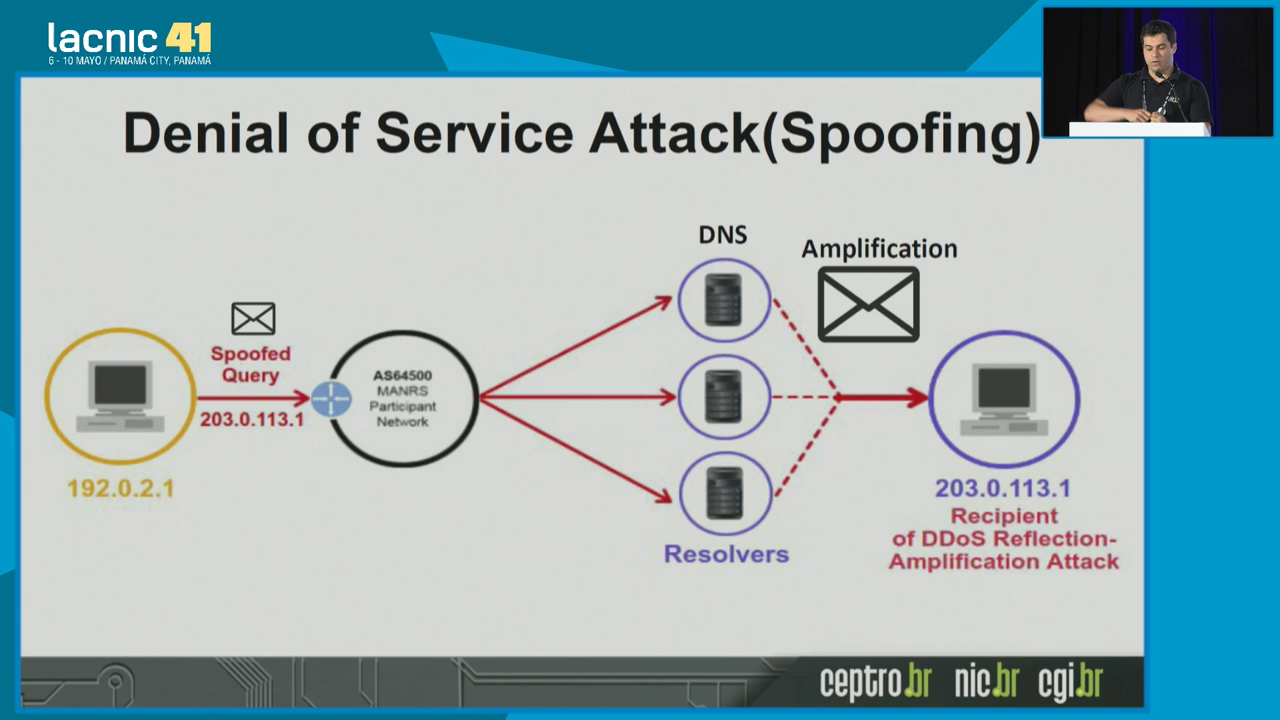 lacnic 41
6 - 10 MAYO / PANAMÁ CITY, PANAMÁ
Denial of Service Attack(Spoofing)
DNS
Amplification
Spoofed
Query
203.0.113.1
AS64500
MANRS
Participant
Network
192.0.2.1
Resolvers
203.0.113.1
Recipient
of DDoS Reflection-
Amplification Attack
ceptro.br nic.br cgi.br